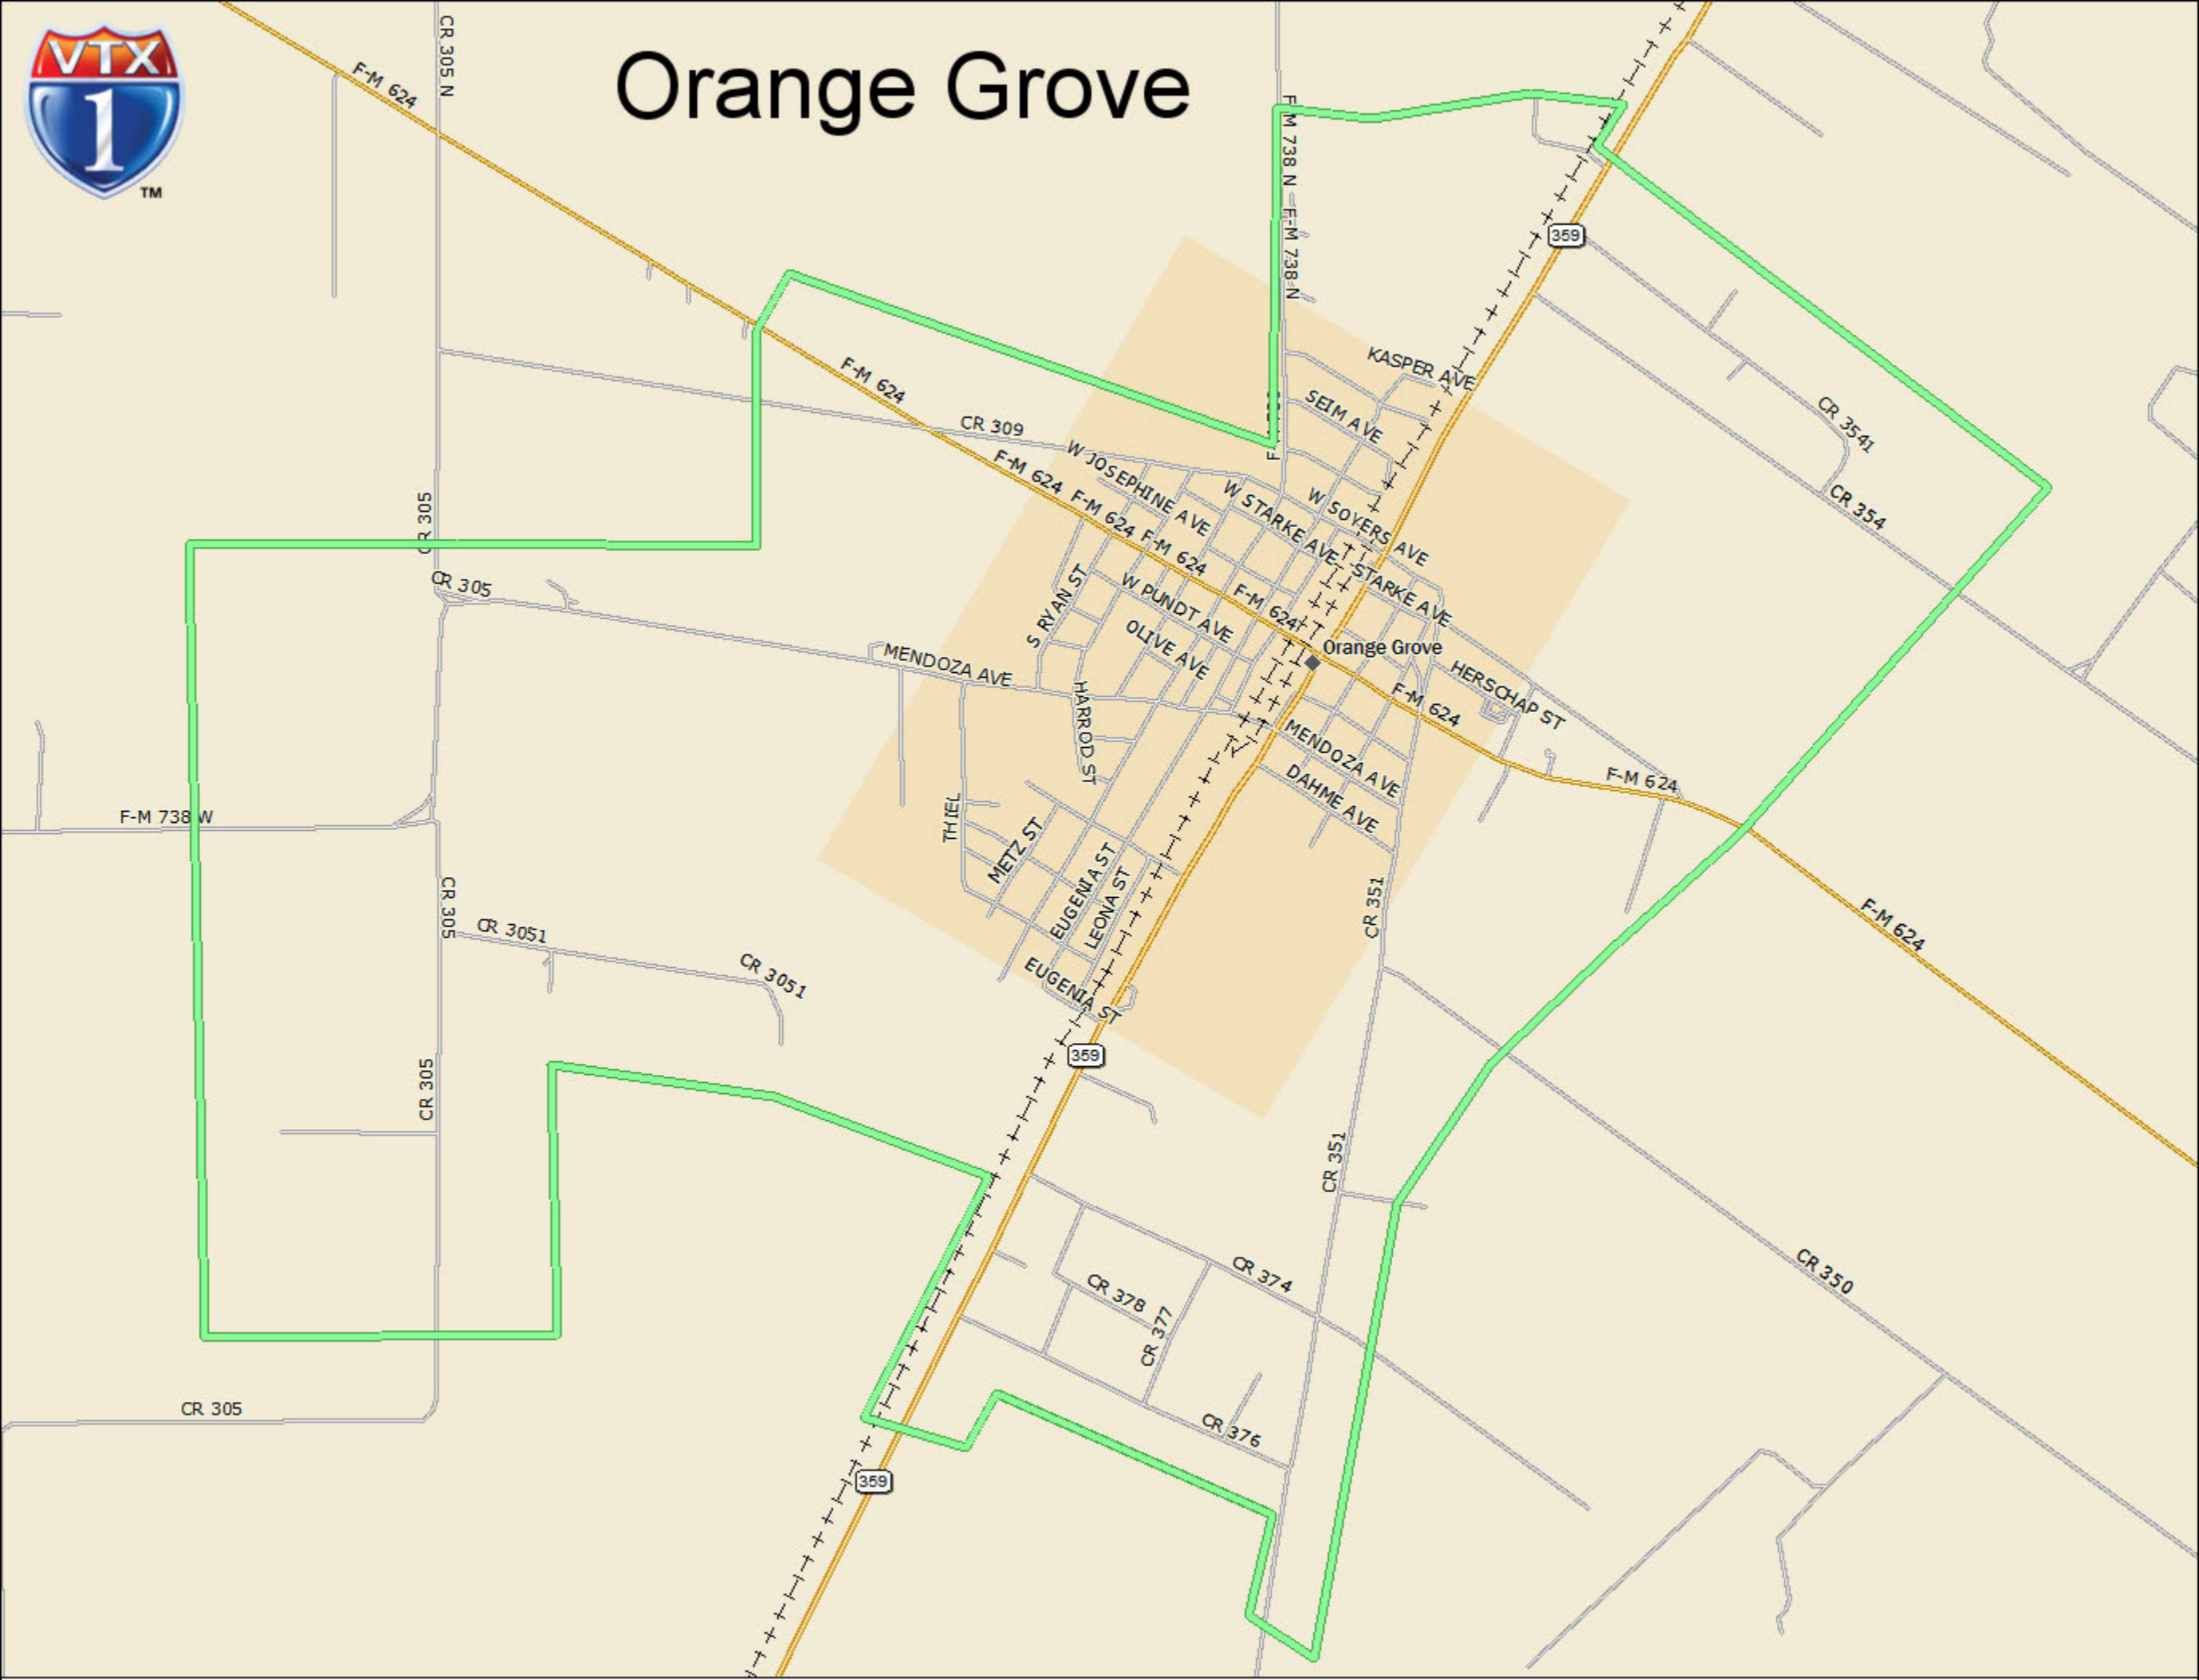 VTX
1
TM
Orange Grove
CR 305 N
F-M 624
F-M 738 N
F-M 738 N
359
KASPER AVE
SEIM AVE
F-M 624
CR 309
CR 3541
CR 354
W JOSEPHINE AVE
F-M 624
F-M 624
F-M 624
W STARKE AVE
W SOYERS AVE
CR 305
CR 305
S RYAN ST
W PUNDT AVE
F-M 624
STARKE AVE
OLIVE AVE
Orange Grove
MENDOZA AVE
HERSCHAP ST
F-M 624
HARROD ST
MENDOZA AVE
DAHME AVE
F-M 624
F-M 738 W
THIEL
METZ ST
EUGENIA ST
LEONA ST
CR 351
F-M 624
CR 305
CR 3051
CR 3051
EUGENIA ST
359
CR 305
CR 351
CR 374
CR 378
CR 377
CR 350
CR 305
CR 376
359